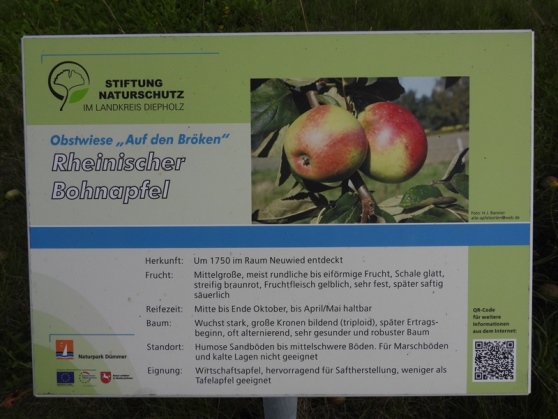 STIFTUNG
NATURSCHUTZ
IM LANDKREIS DIEPHOLZ
Obstwiese „Auf den Bröken“
Rheinischer
Bohnapfel
Herkunft: Um 1750 im Raum Neuwied entdeckt
Frucht: Mittelgroße, meist rundliche bis eiförmige Frucht, Schale glatt,
streifig braunrot, Fruchtfleisch gelblich, sehr fest, später saftig
säuerlich
Reifezeit: Mitte bis Ende Oktober, bis April/Mai haltbar
Baum: Wuchst stark, große Kronen bildend (triploid), später Ertrags-
beginn, oft alternierend, sehr gesunder und robuster Baum
Standort: Humose Sandböden bis mittelschwere Böden. Für Marschböden
und kalte Lagen nicht geeignet
Eignung: Wirtschaftsapfel, hervorragend für Saftherstellung, weniger als
Tafelapfel geeignet
QR-Code
für weitere
Informationen
aus dem Internet:
Naturpark Dümmer